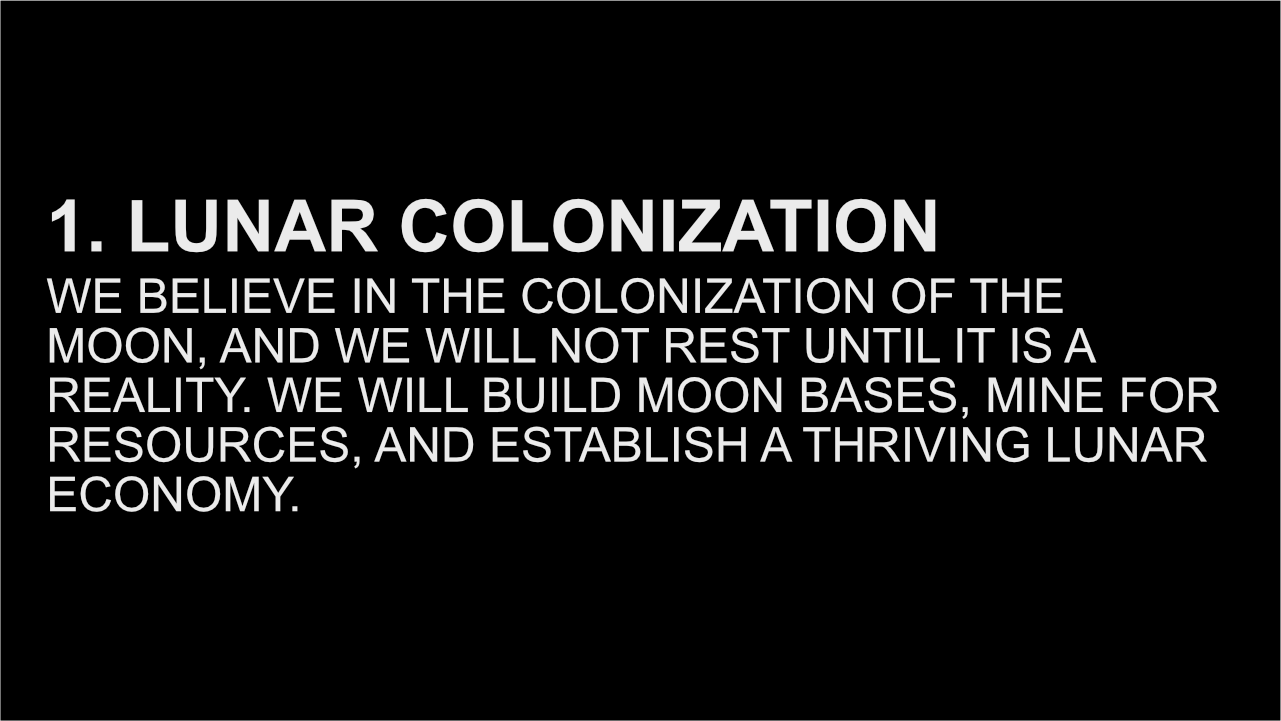 1. LUNAR COLONIZATION
WE BELIEVE IN THE COLONIZATION OF THE
MOON, AND WE WILL NOT REST UNTIL IT IS A
REALITY. WE WILL BUILD MOON BASES, MINE FOR
RESOURCES, AND ESTABLISH A THRIVING LUNAR
ECONOMY.